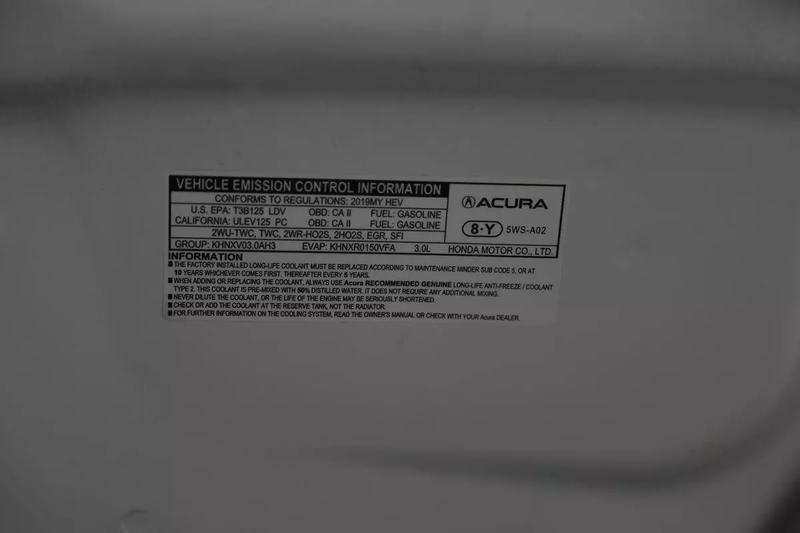 VEHICLE EMISSION CONTROL INFORMATION
CONFORMS TO REGULATIONS: 2019MY HEV
U.S. EPA: T3B125 LDV OBD: CA II FUEL: GASOLINE
CALIFORNIA: ULEV125 PC OBD: CA II FUEL: GASOLINE
2WU-TWC, TWC, 2WR-HO2S, 2HO2S, EGR, SFI
GROUP: KHNXV03.0AH3 EVAP: KHNXR0150VFA 3.0L
ACURA
8-Y 5WS-A02
HONDA MOTOR CO., LTD.
INFORMATION
■ THE FACTORY INSTALLED LONG-LIFE COOLANT MUST BE REPLACED ACCORDING TO MAINTENANCE MINDER SUB CODE 5, OR AT
10 YEARS WHICHEVER COMES FIRST. THEREAFTER EVERY 5 YEARS.
■ WHEN ADDING OR REPLACING THE COOLANT, ALWAYS USE Acura RECOMMENDED GENUINE LONG-LIFE ANTI-FREEZE / COOLANT
TYPE 2. THIS COOLANT IS PRE-MIXED WITH 50% DISTILLED WATER. IT DOES NOT REQUIRE ANY ADDITIONAL MIXING.
■ NEVER DILUTE THE COOLANT, OR THE LIFE OF THE ENGINE MAY BE SERIOUSLY SHORTENED.
■ CHECK OR ADD THE COOLANT AT THE RESERVE TANK, NOT THE RADIATOR.
■ FOR FURTHER INFORMATION ON THE COOLING SYSTEM, READ THE OWNER'S MANUAL OR CHECK WITH YOUR Acura DEALER.